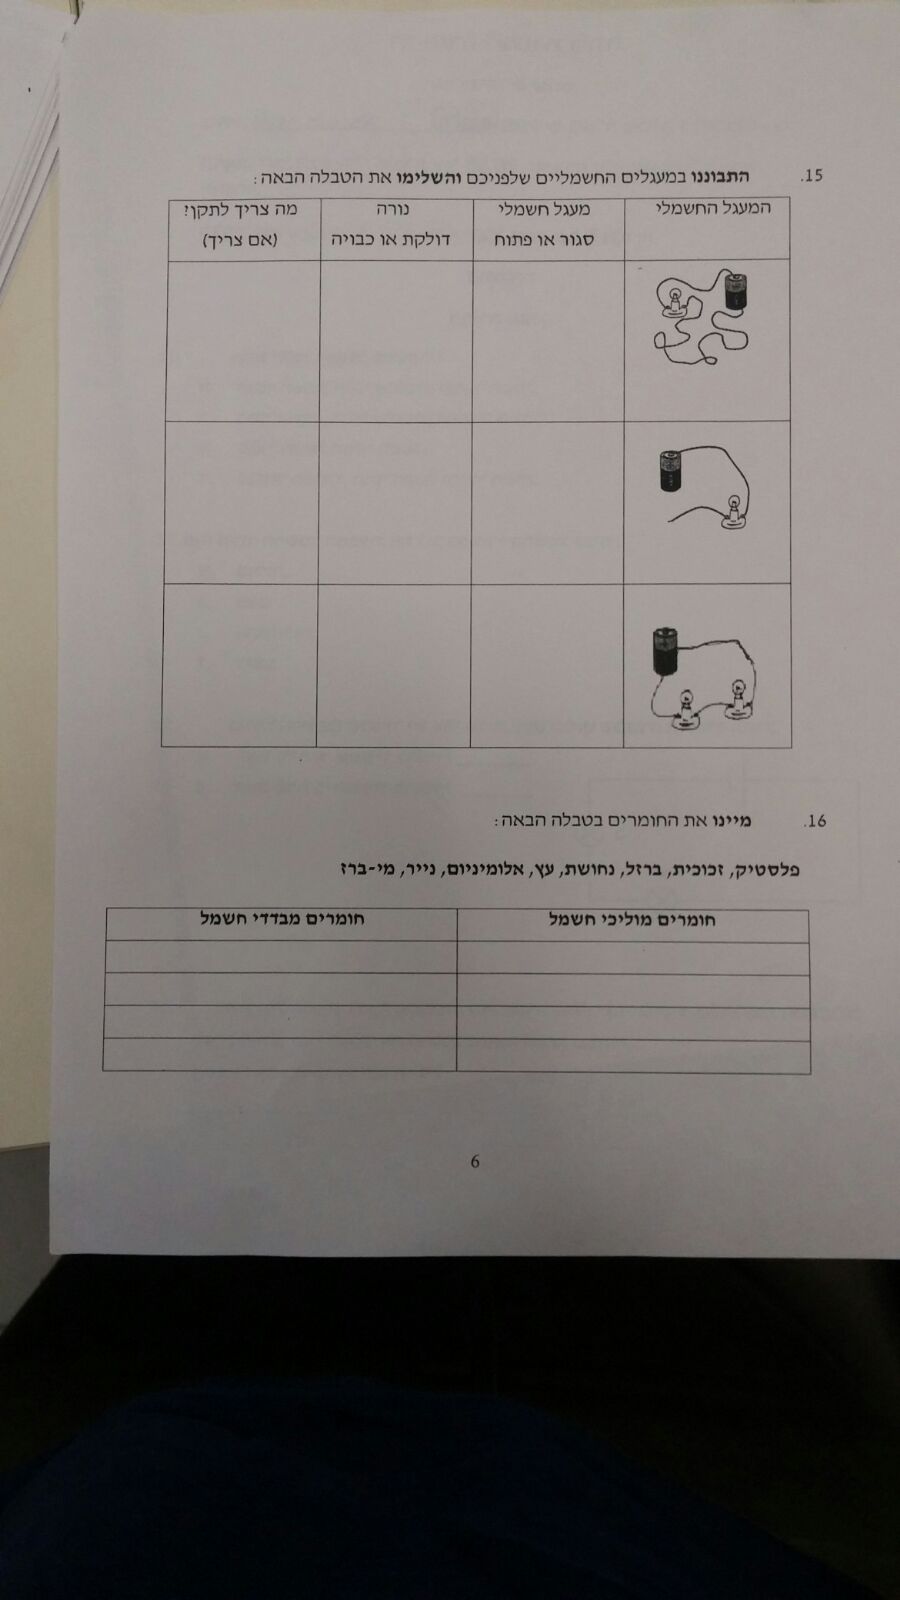 15. התבוננו במעגלים החשמליים שלפניכם והשלימו את הטבלה הבאה:
המעגל החשמלי
מעגל חשמלי
סגור או פתוח
נורה
דולקת או כבויה
מה צריך לתקן?
(אם צריך)
16. מיינו את החומרים בטבלה הבאה:
פלסטיק, זכוכית, ברזל, נחושת, עץ, אלומיניום, נייר, מי-ברז
חומרים מוליכי חשמל
חומרים מבדדי חשמל
6